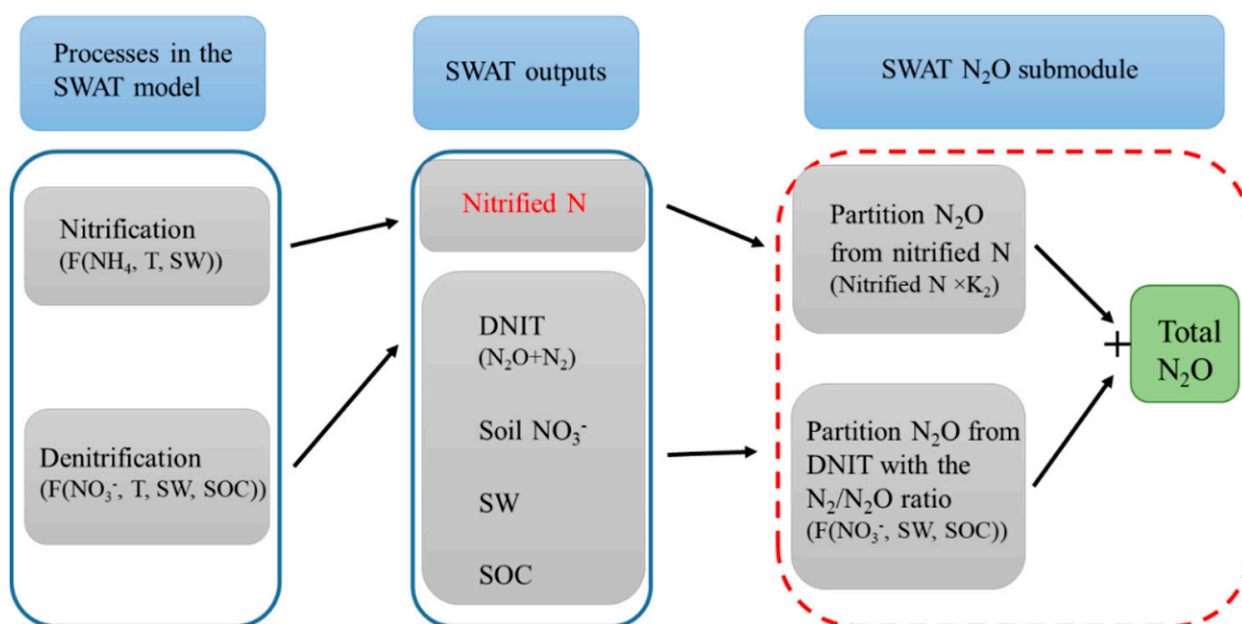 Processes in the
SWAT model
SWAT outputs
SWAT N₂O submodule
Nitrification
(F(NH₄, T, SW))
Denitrification
(F(NO₃⁻, T, SW, SOC))
Nitrified N
DNIT
(N₂O+N₂)
Soil NO₃⁻
SW
SOC
Partition N₂O
from nitrified N
(Nitrified N ×K₂)
Partition N₂O from
DNIT with the
N₂/N₂O ratio
(F(NO₃⁻, SW, SOC))
+
Total
N₂O